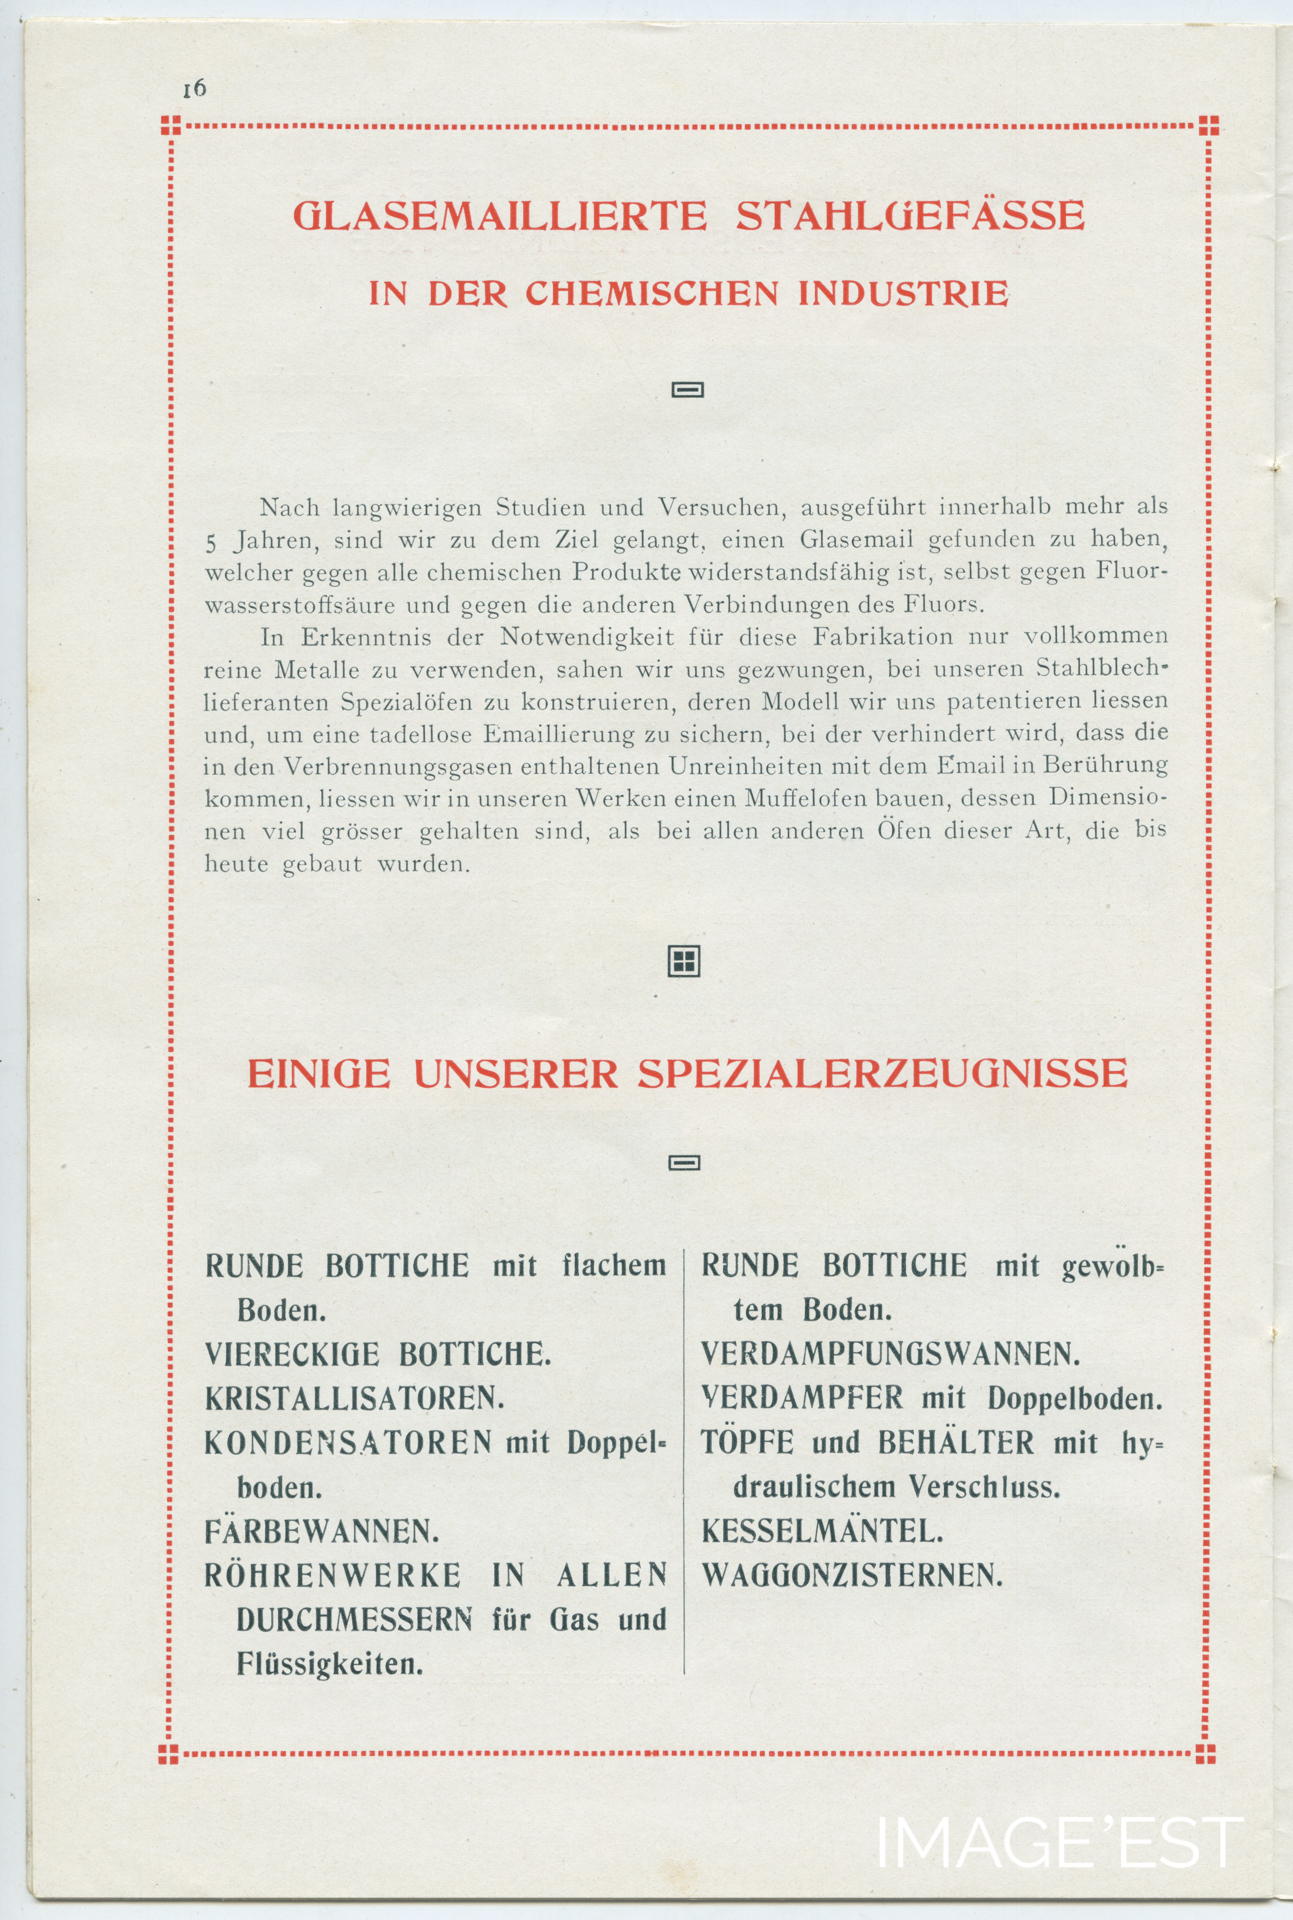 16
GLASEMAILLIERTE STAHLGEFÄSSE
IN DER CHEMISCHEN INDUSTRIE
Nach langwierigen Studien und Versuchen, ausgeführt innerhalb mehr als
5 Jahren, sind wir zu dem Ziel gelangt, einen Glasemail gefunden zu haben,
welcher gegen alle chemischen Produkte widerstandsfähig ist, selbst gegen Fluor-
wasserstoffsäure und gegen die anderen Verbindungen des Fluors.
In Erkenntnis der Notwendigkeit für diese Fabrikation nur vollkommen
reine Metalle zu verwenden, sahen wir uns gezwungen, bei unseren Stahlblech-
lieferanten Spezialöfen zu konstruieren, deren Modell wir uns patentieren liessen
und, um eine tadellose Emaillierung zu sichern, bei der verhindert wird, dass die
in den Verbrennungsgasen enthaltenen Unreinheiten mit dem Email in Berührung
kommen, liessen wir in unseren Werken einen Muffelofen bauen, dessen Dimensio-
nen viel grösser gehalten sind, als bei allen anderen Öfen dieser Art, die bis
heute gebaut wurden.
EINIGE UNSERER SPEZIALERZEUGNISSE
RUNDE BOTTICHE mit flachem
Boden.
VIERECKIGE BOTTICHE.
KRISTALLISATOREN.
KONDENSATOREN mit Doppel-
boden.
FÄRBEWANNEN.
RÖHRENWERKE IN ALLEN
DURCHMESSERN für Gas und
Flüssigkeiten.
RUNDE BOTTICHE mit gewölb-
tem Boden.
VERDAMPFUNGSWANNEN.
VERDAMPFER mit Doppelboden.
TÖPFE und BEHÄLTER mit hy-
draulischem Verschluss.
KESSELMÄNTEL.
WAGGONZISTERNEN.
IMAGE'EST